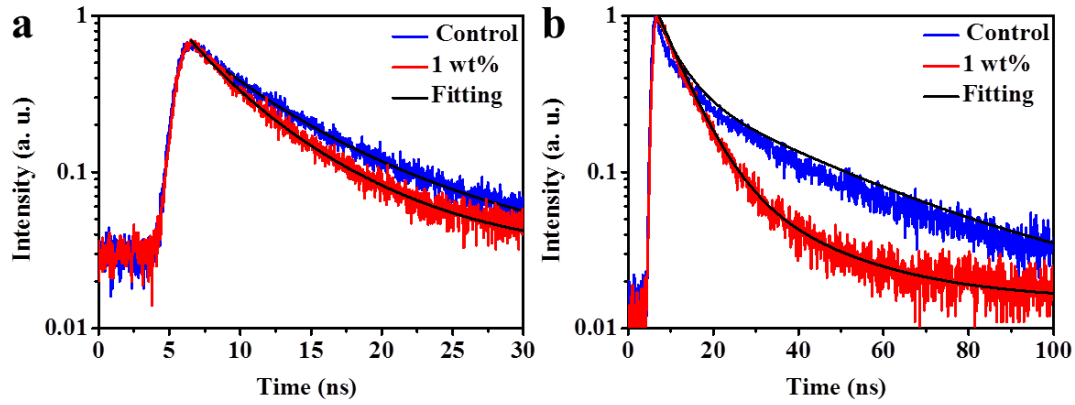 a
1
0.1
0.01
Intensity (a. u.)
Control
1 wt%
Fitting
0 5 10 15 20 25 30
Time (ns)
b
1
0.1
0.01
Intensity (a. u.)
Control
1 wt%
Fitting
0 20 40 60 80 100
Time (ns)